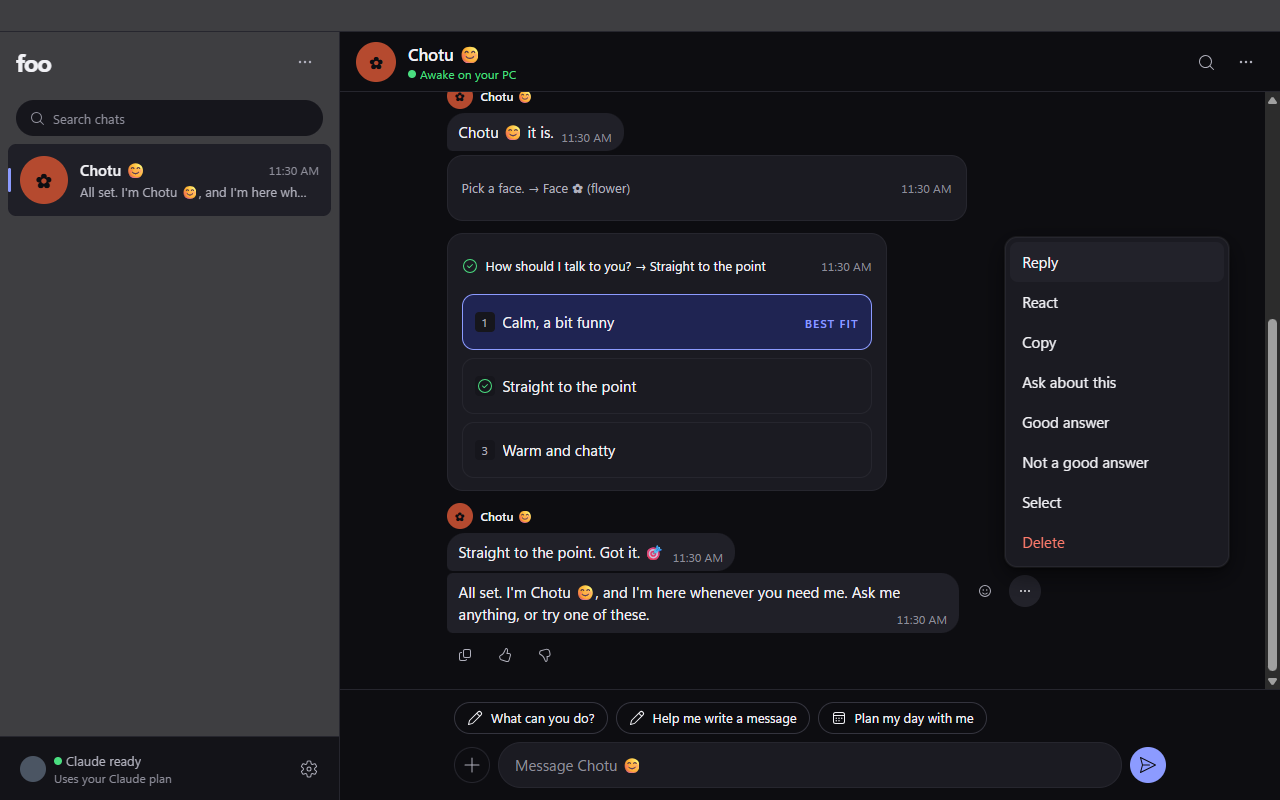 foo
Search chats
Chotu 😊 11:30 AM
All set. I'm Chotu 😊, and I'm here wh...
Claude ready
Uses your Claude plan
Chotu 😊
Awake on your PC
Chotu 😊
Chotu 😊 it is. 11:30 AM
Pick a face. → Face ✿ (flower) 11:30 AM
How should I talk to you? → Straight to the point 11:30 AM
1 Calm, a bit funny BEST FIT
Straight to the point
3 Warm and chatty
Chotu 😊
Straight to the point. Got it. 🎯 11:30 AM
All set. I'm Chotu 😊, and I'm here whenever you need me. Ask me
anything, or try one of these. 11:30 AM
Reply
React
Copy
Ask about this
Good answer
Not a good answer
Select
Delete
What can you do? Help me write a message Plan my day with me
Message Chotu 😊